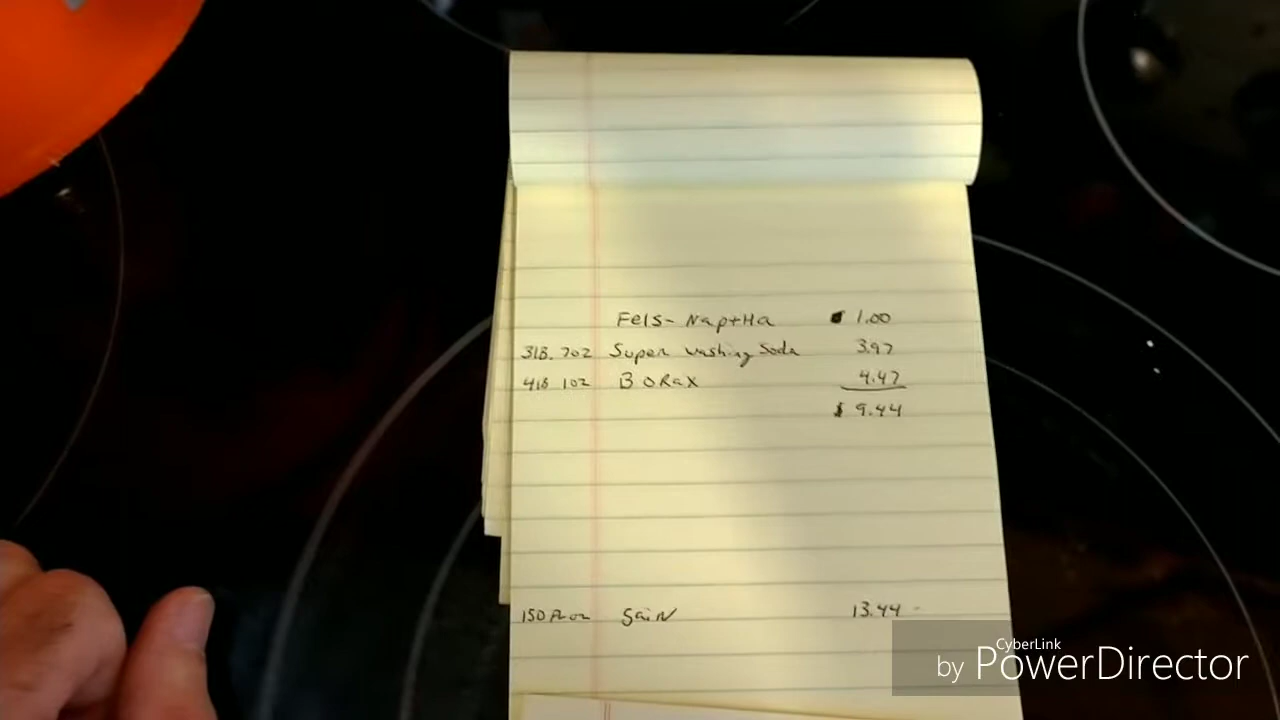 Fels-Naptha $ 1.00
3lB. 7oz Super washing Soda 3.97
4lB 1oz BORaX 4.47
$ 9.44
150 fl oz Gain 13.44
CyberLink
by PowerDirector